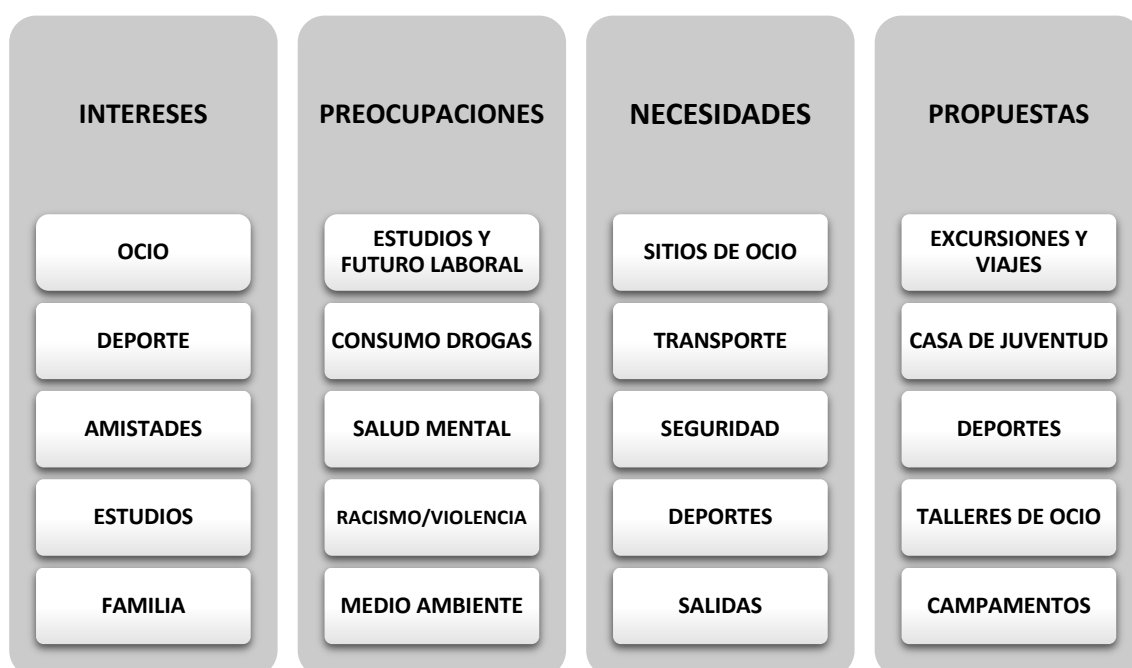 INTERESES
OCIO
DEPORTE
AMISTADES
ESTUDIOS
FAMILIA
PREOCUPACIONES
ESTUDIOS Y
FUTURO LABORAL
CONSUMO DROGAS
SALUD MENTAL
RACISMO/VIOLENCIA
MEDIO AMBIENTE
NECESIDADES
SITIOS DE OCIO
TRANSPORTE
SEGURIDAD
DEPORTES
SALIDAS
PROPUESTAS
EXCURSIONES Y
VIAJES
CASA DE JUVENTUD
DEPORTES
TALLERES DE OCIO
CAMPAMENTOS